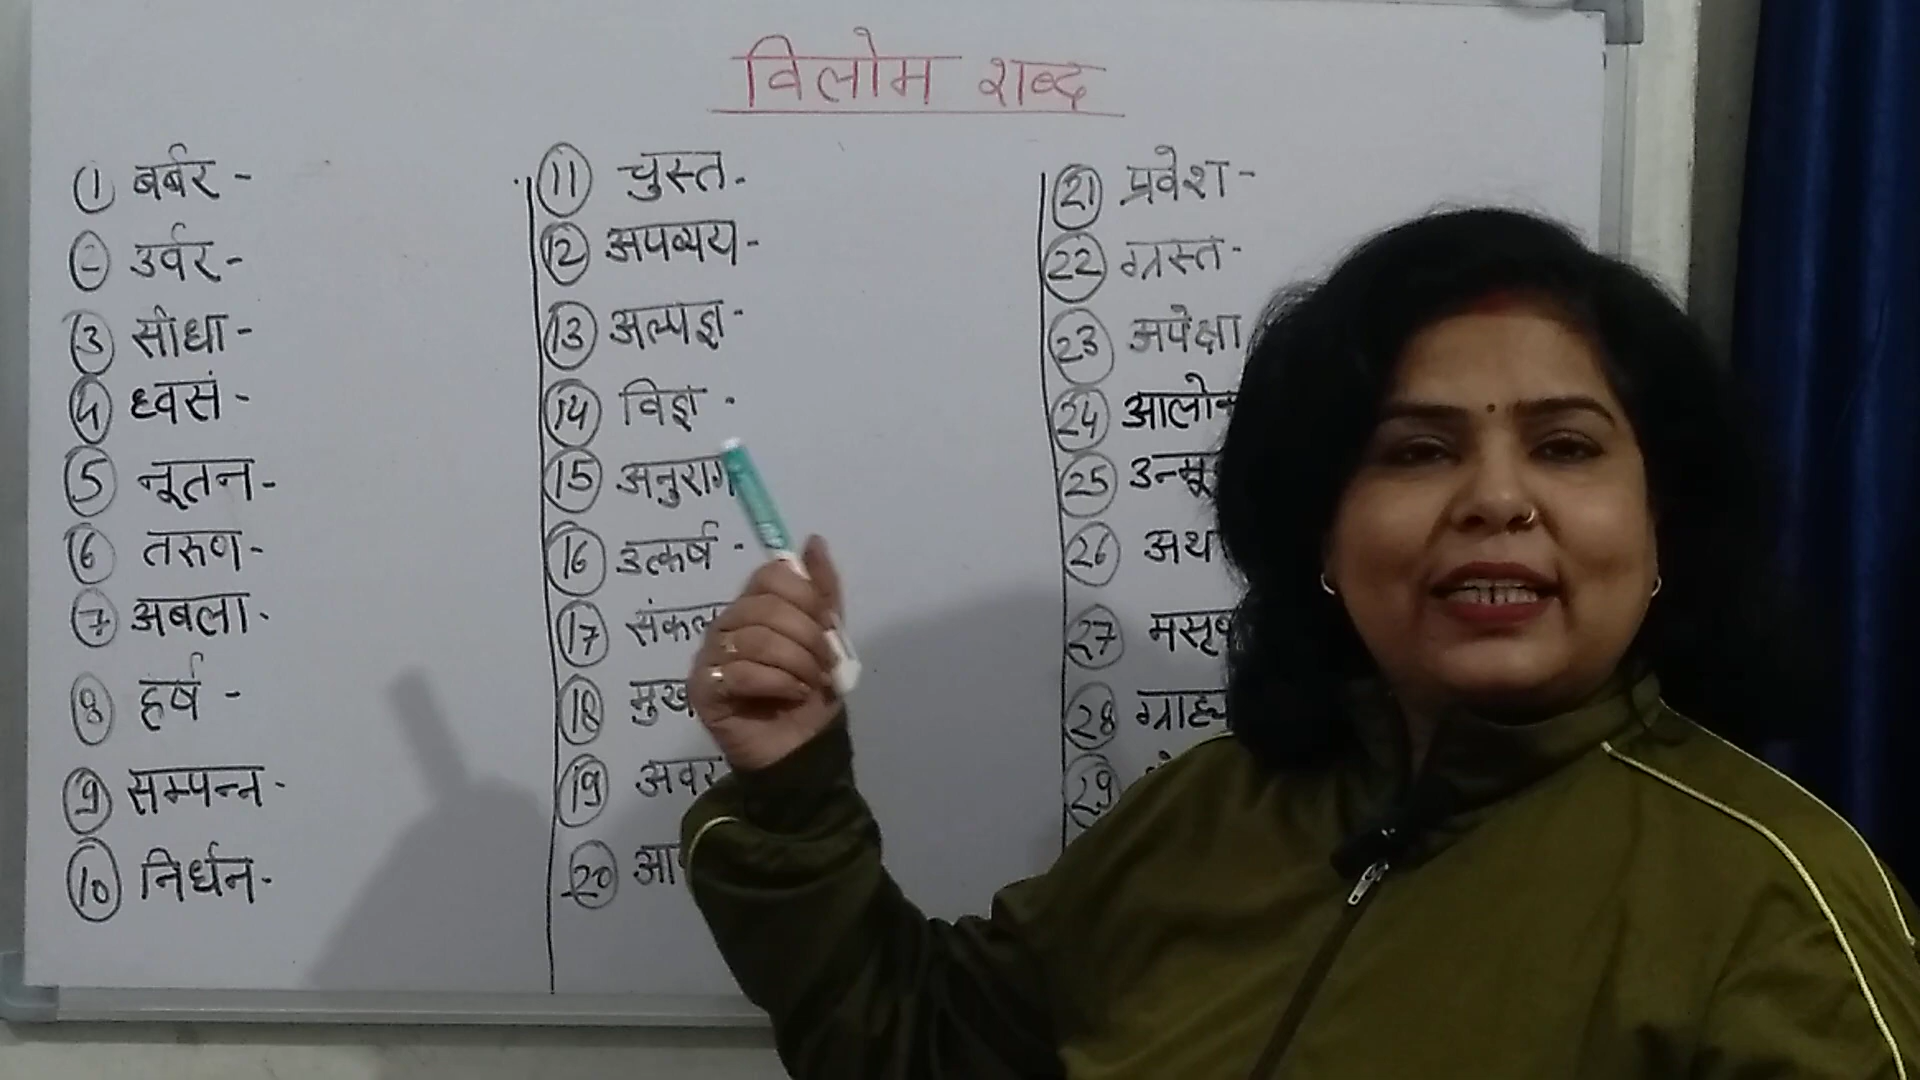 विलोम शब्द
1 बर्बर -
2 उर्वर -
3 सीधा -
4 ध्वसं -
5 नूतन -
6 तरुण -
7 अबला -
8 हर्ष -
9 सम्पन्न -
10 निर्धन -
11 चुस्त -
12 अपव्यय -
13 अल्पज्ञ -
14 विज्ञ -
15 अनुराग
16 उत्कर्ष -
17
18
19 अवर
20
21 प्रवेश -
22 ग्रस्त -
23 अपेक्षा
24
25
26
27
28 ग्राह्य
29